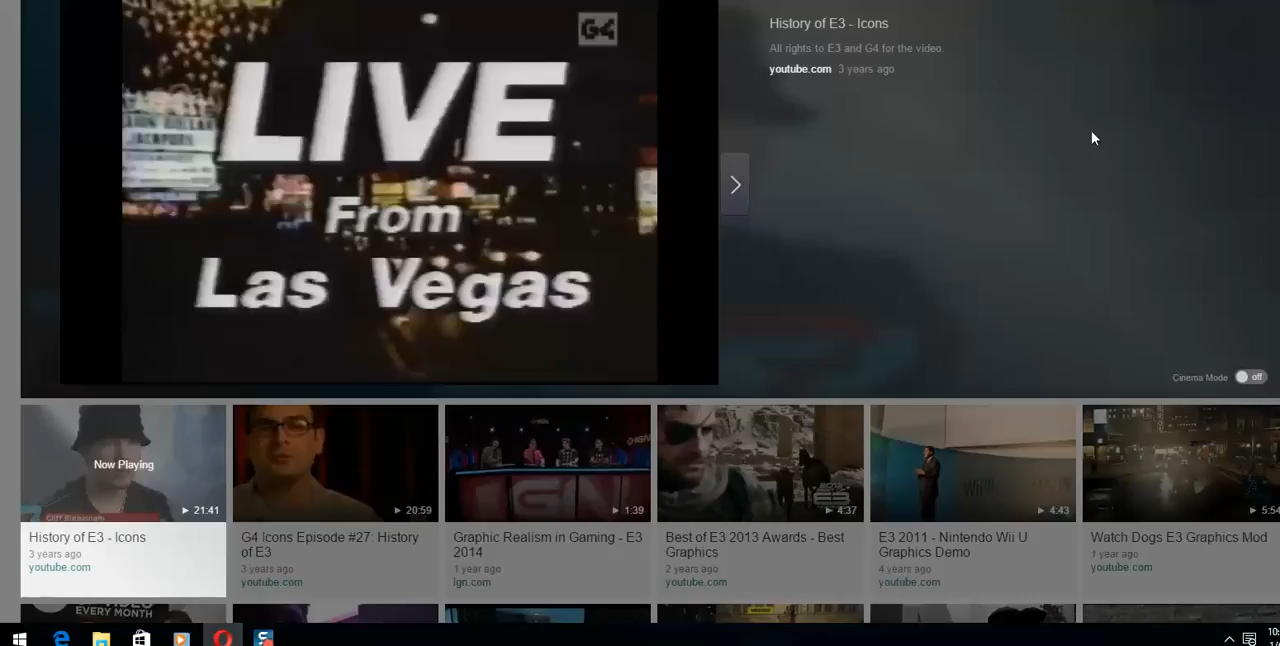 G4
LIVE
From
Las Vegas
History of E3 - Icons
All rights to E3 and G4 for the video.
youtube.com 3 years ago
Cinema Mode off
Now Playing
21:41
History of E3 - Icons
3 years ago
youtube.com
20:59
G4 Icons Episode #27: History
of E3
3 years ago
youtube.com
IGN
1:39
Graphic Realism in Gaming - E3
2014
1 year ago
ign.com
E3
4:37
Best of E3 2013 Awards - Best
Graphics
2 years ago
youtube.com
4:43
E3 2011 - Nintendo Wii U
Graphics Demo
4 years ago
youtube.com
5:54
Watch Dogs E3 Graphics Mod
1 year ago
youtube.com
EVERY MONTH
10: